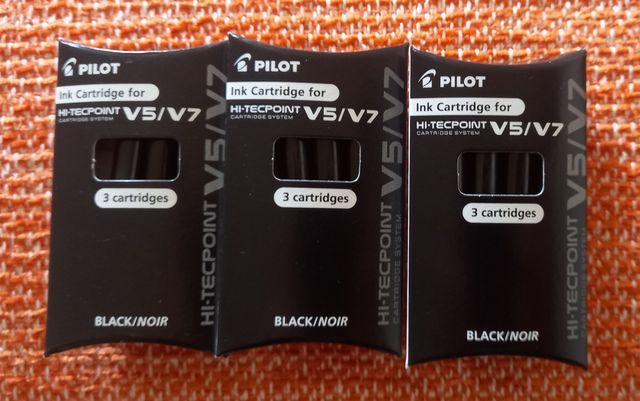 PILOT
Ink Cartridge for
HI-TECPOINT V5/V7
CARTRIDGE SYSTEM
3 cartridges
BLACK/NOIR
HI-TECPOINT V5/V7
CARTRIDGE SYSTEM
PILOT
Ink Cartridge for
HI-TECPOINT V5/V7
CARTRIDGE SYSTEM
3 cartridges
BLACK/NOIR
HI-TECPOINT V5/V7
CARTRIDGE SYSTEM
PILOT
Ink Cartridge for
HI-TECPOINT V5/V7
CARTRIDGE SYSTEM
3 cartridges
BLACK/NOIR
HI-TECPOINT V5/V7
CARTRIDGE SYSTEM